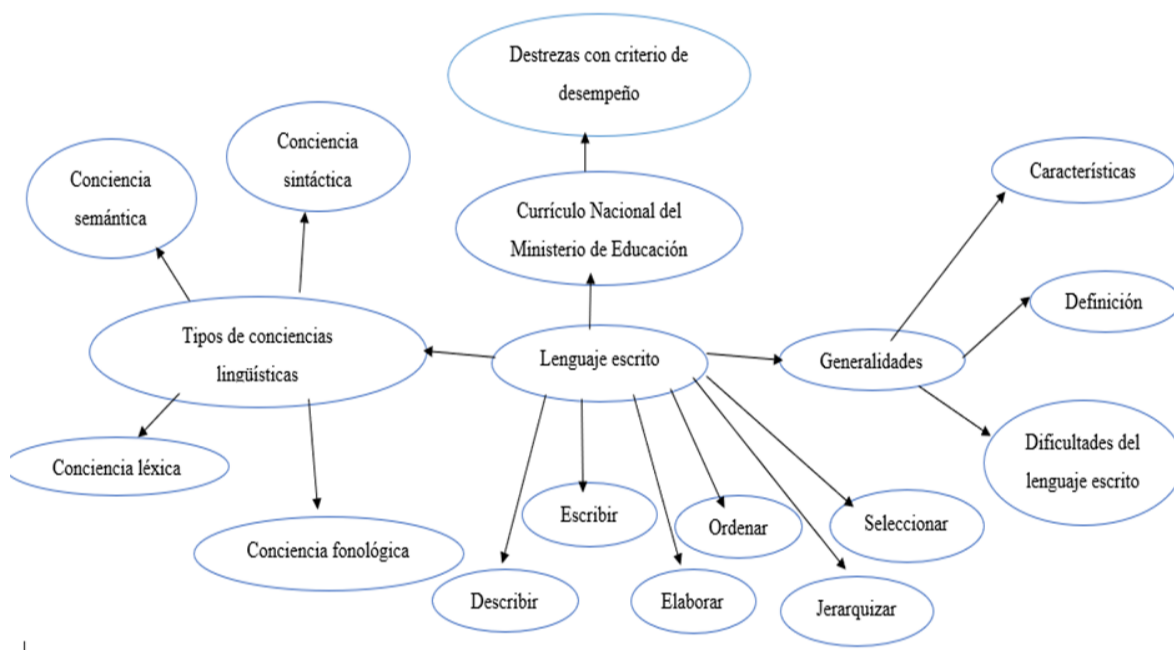 Destrezas con criterio de
desempeño
Conciencia
sintáctica
Conciencia
semántica
Currículo Nacional del
Ministerio de Educación
Características
Definición
Tipos de conciencias
lingüísticas
Lenguaje escrito
Generalidades
Dificultades del
lenguaje escrito
Conciencia léxica
Conciencia fonológica
Escribir
Ordenar
Seleccionar
Describir
Elaborar
Jerarquizar